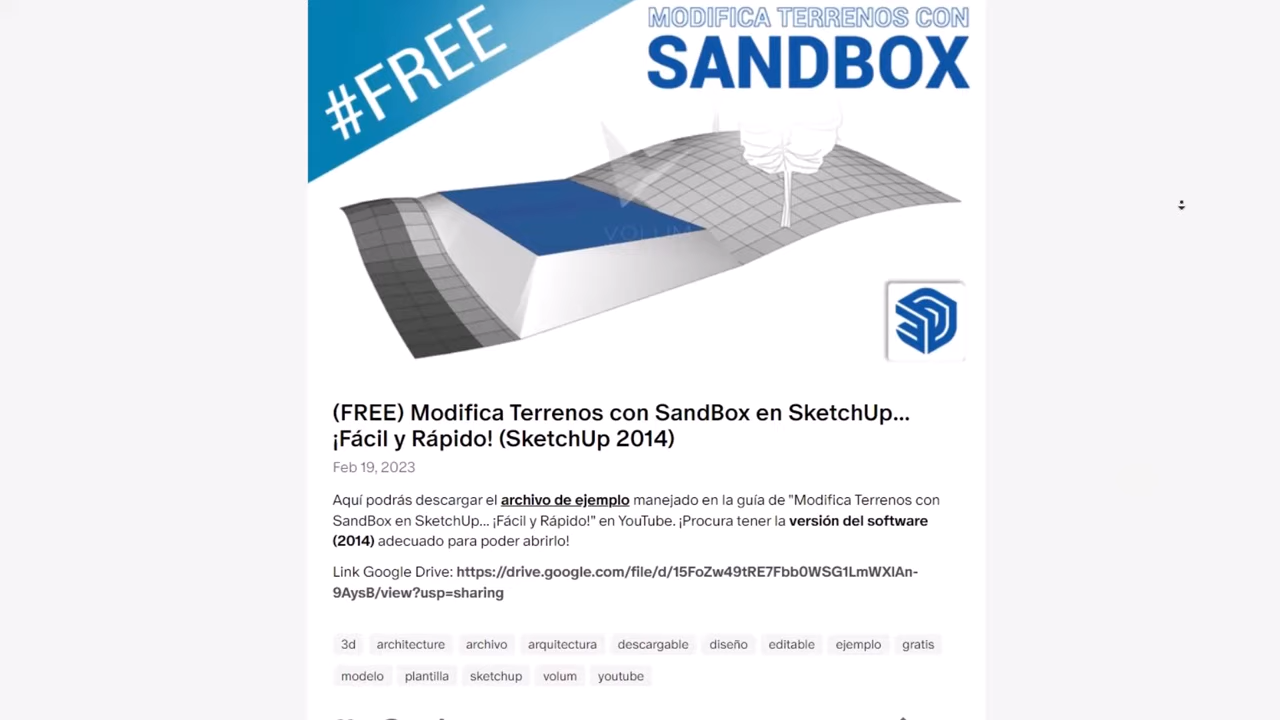 #FREE
MODIFICA TERRENOS CON
SANDBOX
VOLUM
(FREE) Modifica Terrenos con SandBox en SketchUp...
¡Fácil y Rápido! (SketchUp 2014)
Feb 19, 2023
Aquí podrás descargar el archivo de ejemplo manejado en la guía de "Modifica Terrenos con
SandBox en SketchUp... ¡Fácil y Rápido!" en YouTube. ¡Procura tener la versión del software
(2014) adecuado para poder abrirlo!
Link Google Drive: https://drive.google.com/file/d/15FoZw49tRE7Fbb0WSG1LmWXlAn-
9AysB/view?usp=sharing
3d architecture archivo arquitectura descargable diseño editable ejemplo gratis
modelo plantilla sketchup volum youtube